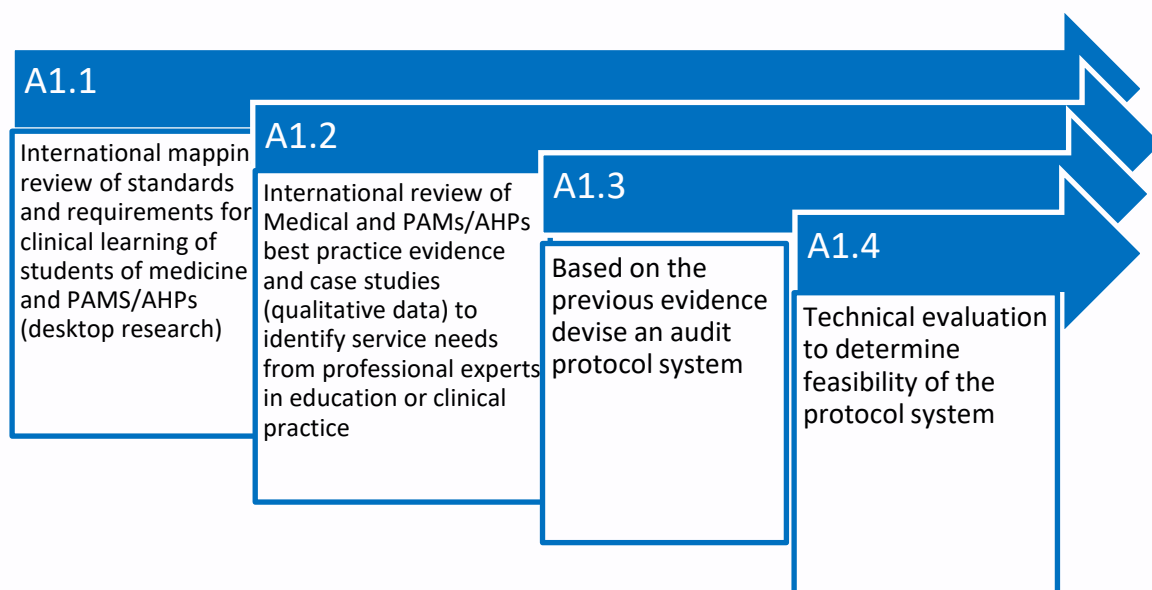 A1.1
International mappin
review of standards
and requirements for
clinical learning of
students of medicine
and PAMS/AHPs
(desktop research)
A1.2
International review of
Medical and PAMs/AHPs
best practice evidence
and case studies
(qualitative data) to
identify service needs
from professional experts
in education or clinical
practice
A1.3
Based on the
previous evidence
devise an audit
protocol system
A1.4
Technical evaluation
to determine
feasibility of the
protocol system